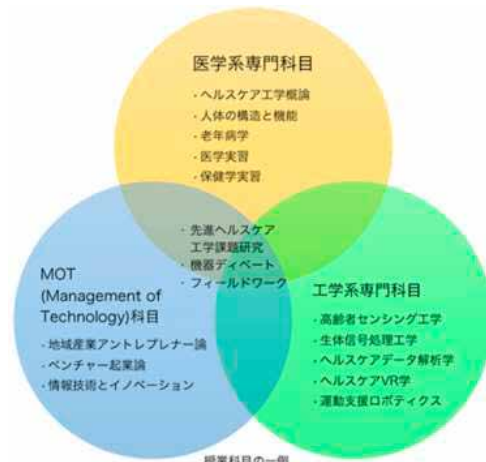 医学系専門科目
・ヘルスケア工学概論
・人体の構造と機能
・老年病学
・医学実習
・保健学実習
・先進ヘルスケア
工学課題研究
・機器ディベート
・フィールドワーク
MOT
(Management of
Technology)科目
・地域産業アントレプレナー論
・ベンチャー起業論
・情報技術とイノベーション
工学系専門科目
・高齢者センシング工学
・生体信号処理工学
・ヘルスケアデータ解析学
・ヘルスケアVR学
・運動支援ロボティクス
授業科目の一例